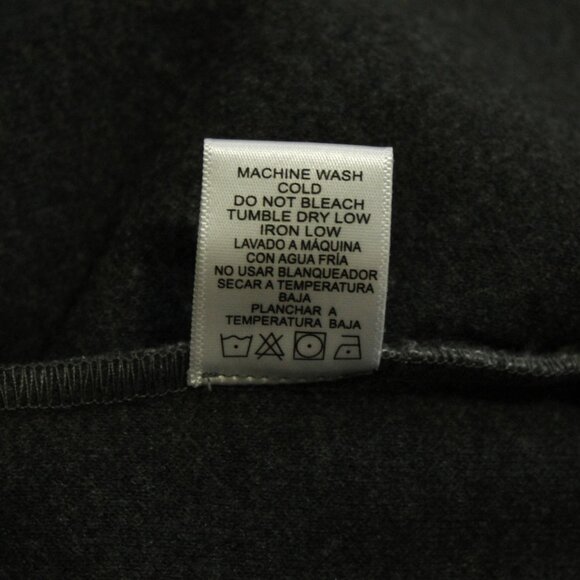 MACHINE WASH
COLD
DO NOT BLEACH
TUMBLE DRY LOW
IRON LOW
LAVADO A MÁQUINA
CON AGUA FRÍA
NO USAR BLANQUEADOR
SECAR A TEMPERATURA
BAJA
PLANCHAR A
TEMPERATURA BAJA